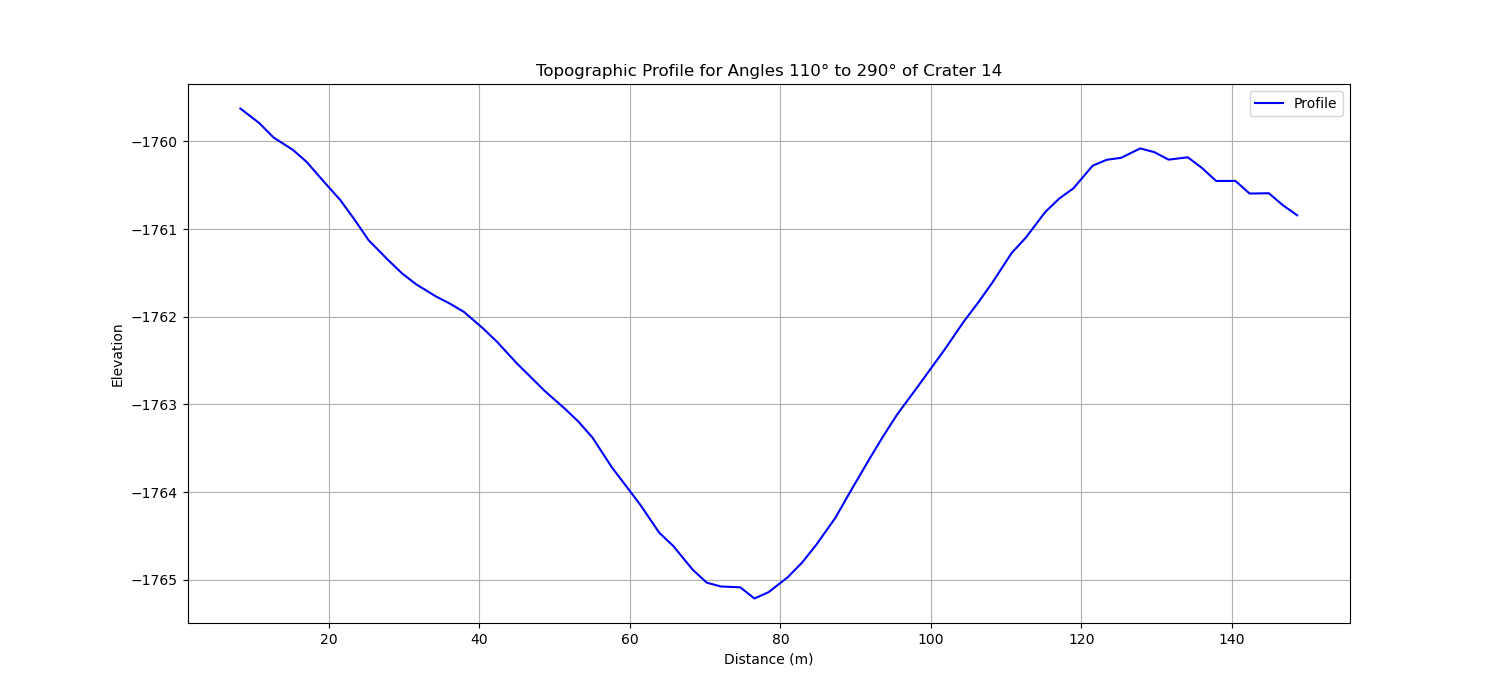 Topographic Profile for Angles 110° to 290° of Crater 14
Profile
−1760
−1761
−1762
−1763
−1764
−1765
Elevation
20 40 60 80 100 120 140
Distance (m)